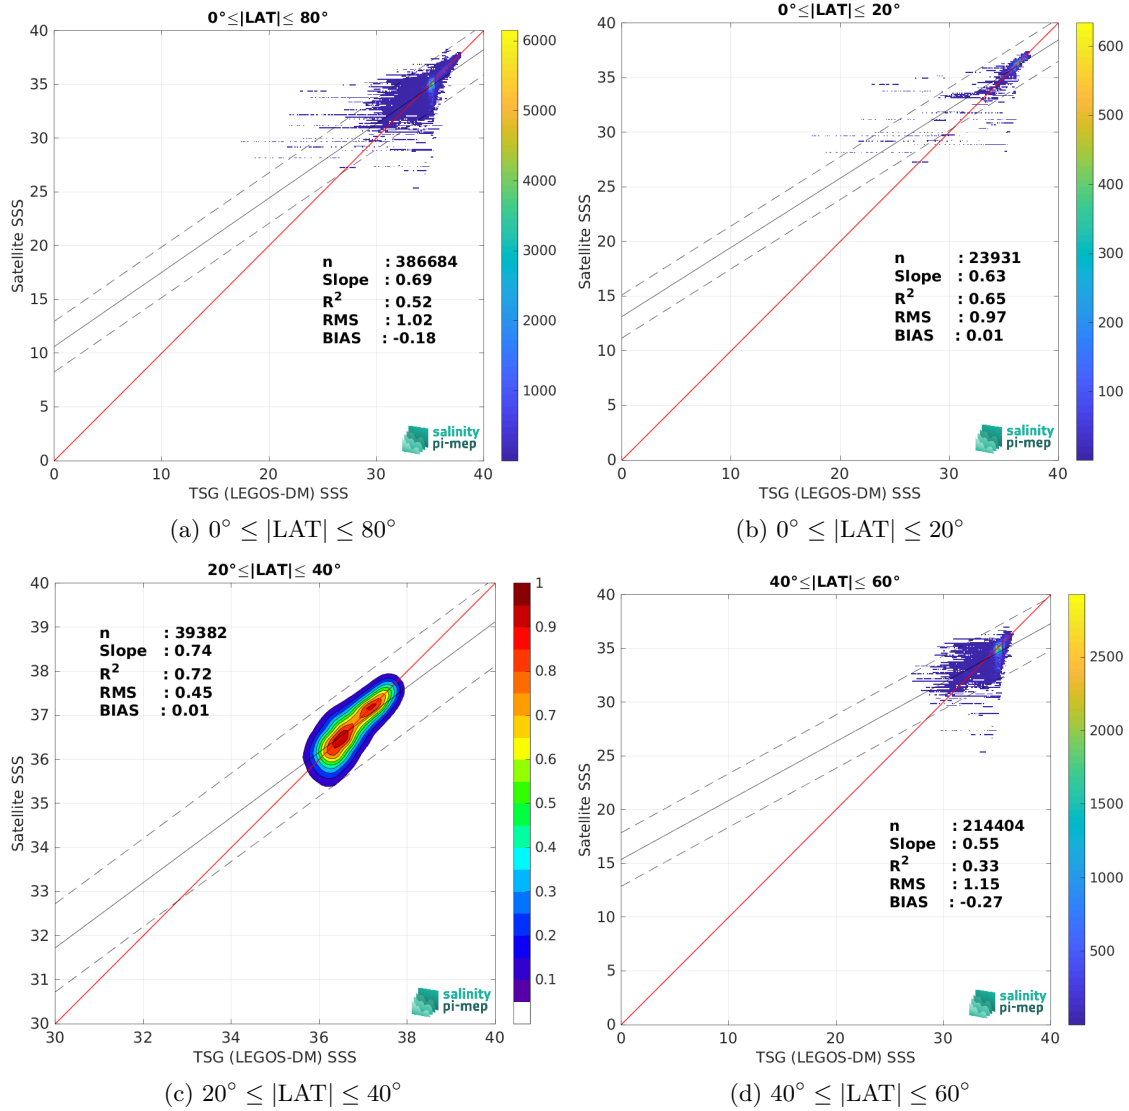 0°≤|LAT|≤ 80°
40
35
30
25
20
15
10
5
0
0
10
20
30
40
Satellite SSS
TSG (LEGOS-DM) SSS
n : 386684
Slope : 0.69
R² : 0.52
RMS : 1.02
BIAS : -0.18
salinity
pi-mep
6000
5000
4000
3000
2000
1000
(a) 0° ≤ |LAT| ≤ 80°
0°≤|LAT|≤ 20°
40
35
30
25
20
15
10
5
0
0
10
20
30
40
Satellite SSS
TSG (LEGOS-DM) SSS
n : 23931
Slope : 0.63
R² : 0.65
RMS : 0.97
BIAS : 0.01
salinity
pi-mep
600
500
400
300
200
100
(b) 0° ≤ |LAT| ≤ 20°
20°≤|LAT|≤ 40°
40
39
38
37
36
35
34
33
32
31
30
30
32
34
36
38
40
Satellite SSS
TSG (LEGOS-DM) SSS
n : 39382
Slope : 0.74
R² : 0.72
RMS : 0.45
BIAS : 0.01
salinity
pi-mep
1
0.9
0.8
0.7
0.6
0.5
0.4
0.3
0.2
0.1
(c) 20° ≤ |LAT| ≤ 40°
40°≤|LAT|≤ 60°
40
35
30
25
20
15
10
5
0
0
10
20
30
40
Satellite SSS
TSG (LEGOS-DM) SSS
n : 214404
Slope : 0.55
R² : 0.33
RMS : 1.15
BIAS : -0.27
salinity
pi-mep
2500
2000
1500
1000
500
(d) 40° ≤ |LAT| ≤ 60°